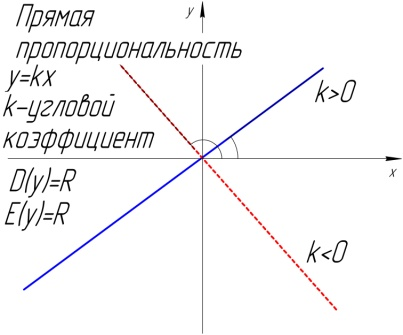 Прямая
пропорциональность
y=kx
k-угловой
коэффициент
D(y)=R
E(y)=R
y
k>0
x
k<0